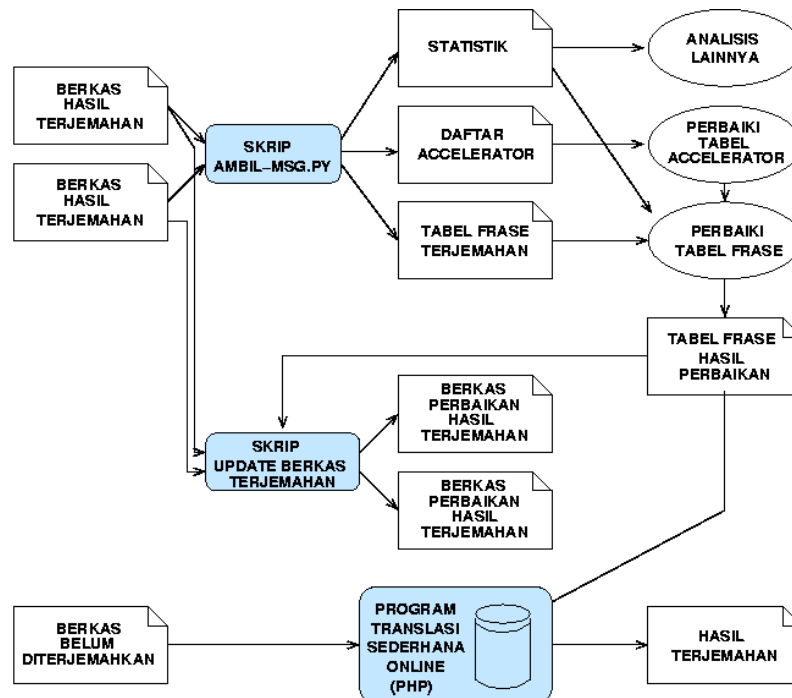 STATISTIK
ANALISIS
LAINNYA
BERKAS
HASIL
TERJEMAHAN
SKRIP
AMBIL–MSG.PY
DAFTAR
ACCELERATOR
PERBAIKI
TABEL
ACCELERATOR
BERKAS
HASIL
TERJEMAHAN
TABEL FRASE
TERJEMAHAN
PERBAIKI
TABEL FRASE
TABEL FRASE
HASIL
PERBAIKAN
BERKAS
PERBAIKAN
HASIL
TERJEMAHAN
SKRIP
UPDATE BERKAS
TERJEMAHAN
BERKAS
PERBAIKAN
HASIL
TERJEMAHAN
BERKAS
BELUM
DITERJEMAHKAN
PROGRAM
TRANSLASI
SEDERHANA
ONLINE
(PHP)
HASIL
TERJEMAHAN